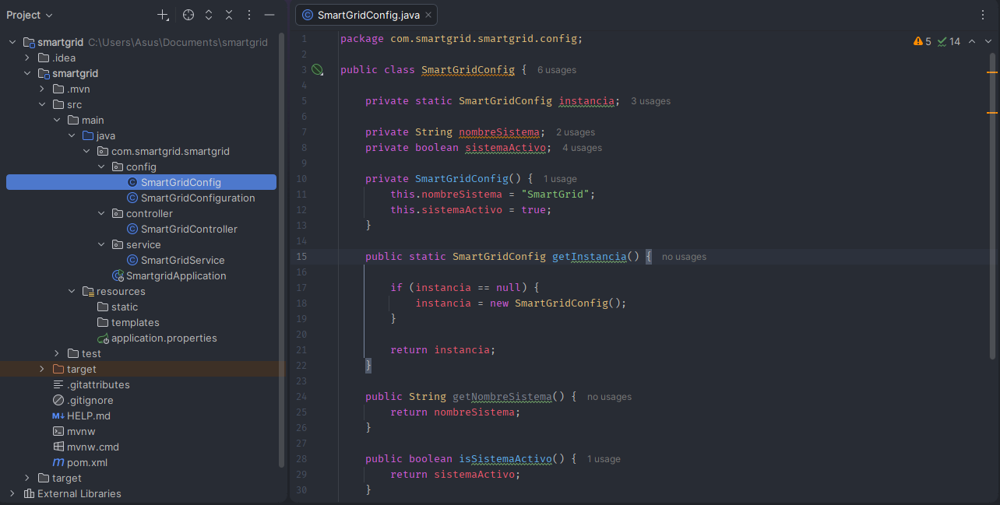 Project
smartgrid C:\Users\Asus\Documents\smartgrid
.idea
smartgrid
.mvn
src
main
java
com.smartgrid.smartgrid
config
SmartGridConfig
SmartGridConfiguration
controller
SmartGridController
service
SmartGridService
SmartgridApplication
resources
static
templates
application.properties
test
target
.gitattributes
.gitignore
M↓ HELP.md
mvnw
mvnw.cmd
m pom.xml
target
External Libraries
SmartGridConfig.java
5 14
1 package com.smartgrid.smartgrid.config;
2
3 public class SmartGridConfig { 6 usages
4
5 private static SmartGridConfig instancia; 3 usages
6
7 private String nombreSistema; 2 usages
8 private boolean sistemaActivo; 4 usages
9
10 private SmartGridConfig() { 1 usage
11 this.nombreSistema = "SmartGrid";
12 this.sistemaActivo = true;
13 }
14
15 public static SmartGridConfig getInstancia() { no usages
16
17 if (instancia == null) {
18 instancia = new SmartGridConfig();
19 }
20
21 return instancia;
22 }
23
24 public String getNombreSistema() { no usages
25 return nombreSistema;
26 }
27
28 public boolean isSistemaActivo() { 1 usage
29 return sistemaActivo;
30 }